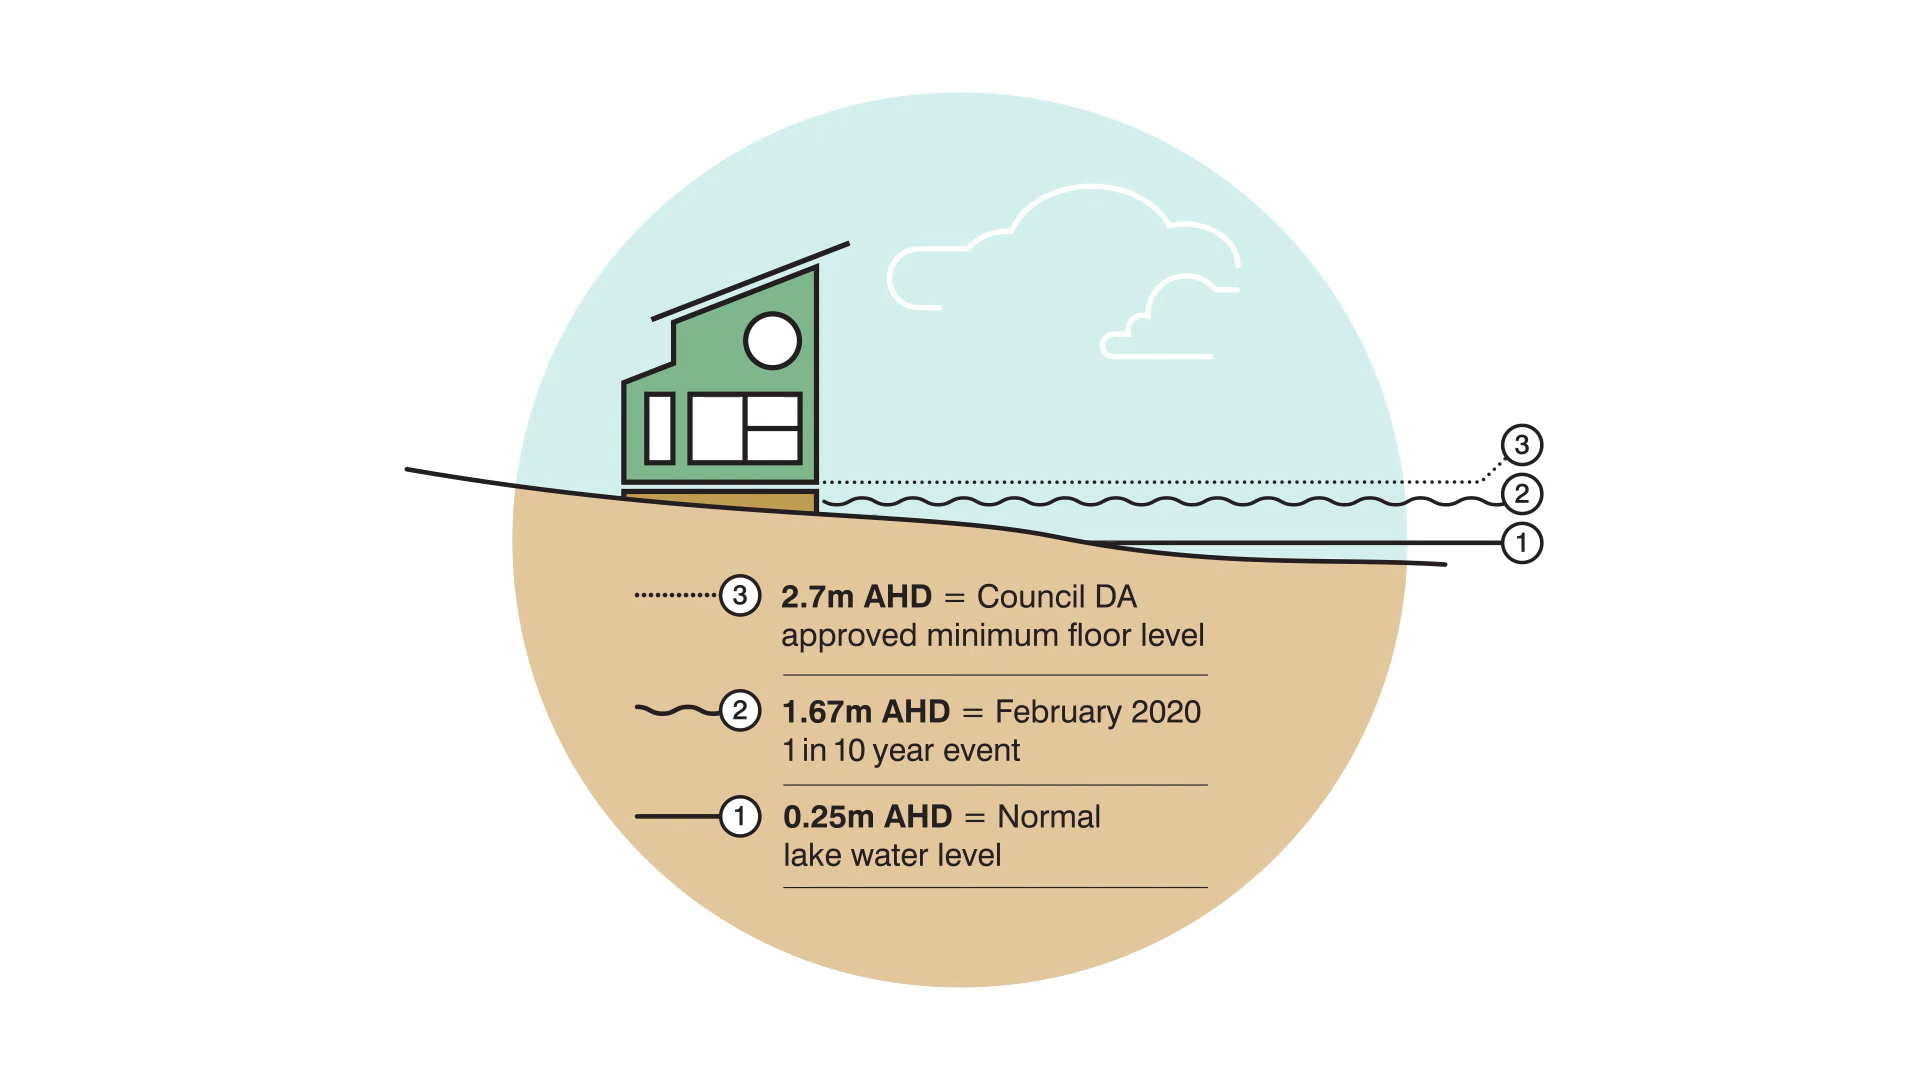 3
2
1
3 2.7m AHD = Council DA
approved minimum floor level
2 1.67m AHD = February 2020
1 in 10 year event
1 0.25m AHD = Normal
lake water level